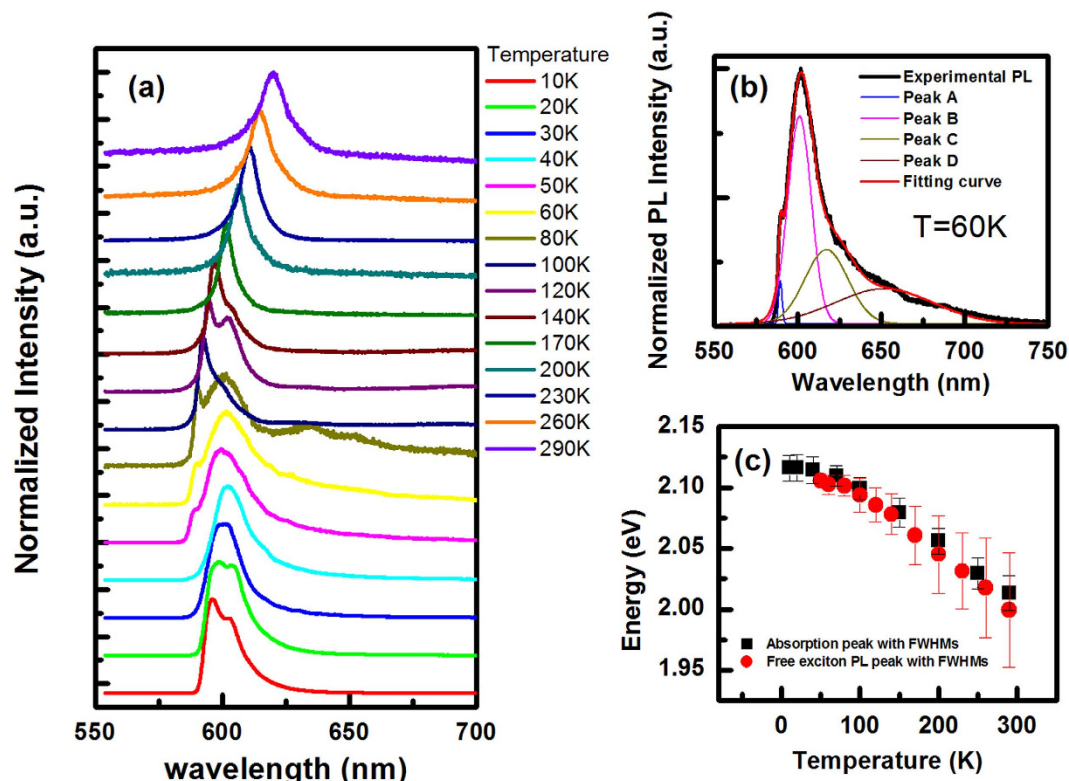 (a)
Normalized Intensity (a.u.)
550 600 650 700
wavelength (nm)
Temperature
10K
20K
30K
40K
50K
60K
80K
100K
120K
140K
170K
200K
230K
260K
290K
(b)
Normalized PL Intensity (a.u.)
Experimental PL
Peak A
Peak B
Peak C
Peak D
Fitting curve
T=60K
550 600 650 700 750
Wavelength (nm)
(c)
Energy (eV)
2.15
2.10
2.05
2.00
1.95
Absorption peak with FWHMs
Free exciton PL peak with FWHMs
0 100 200 300
Temperature (K)